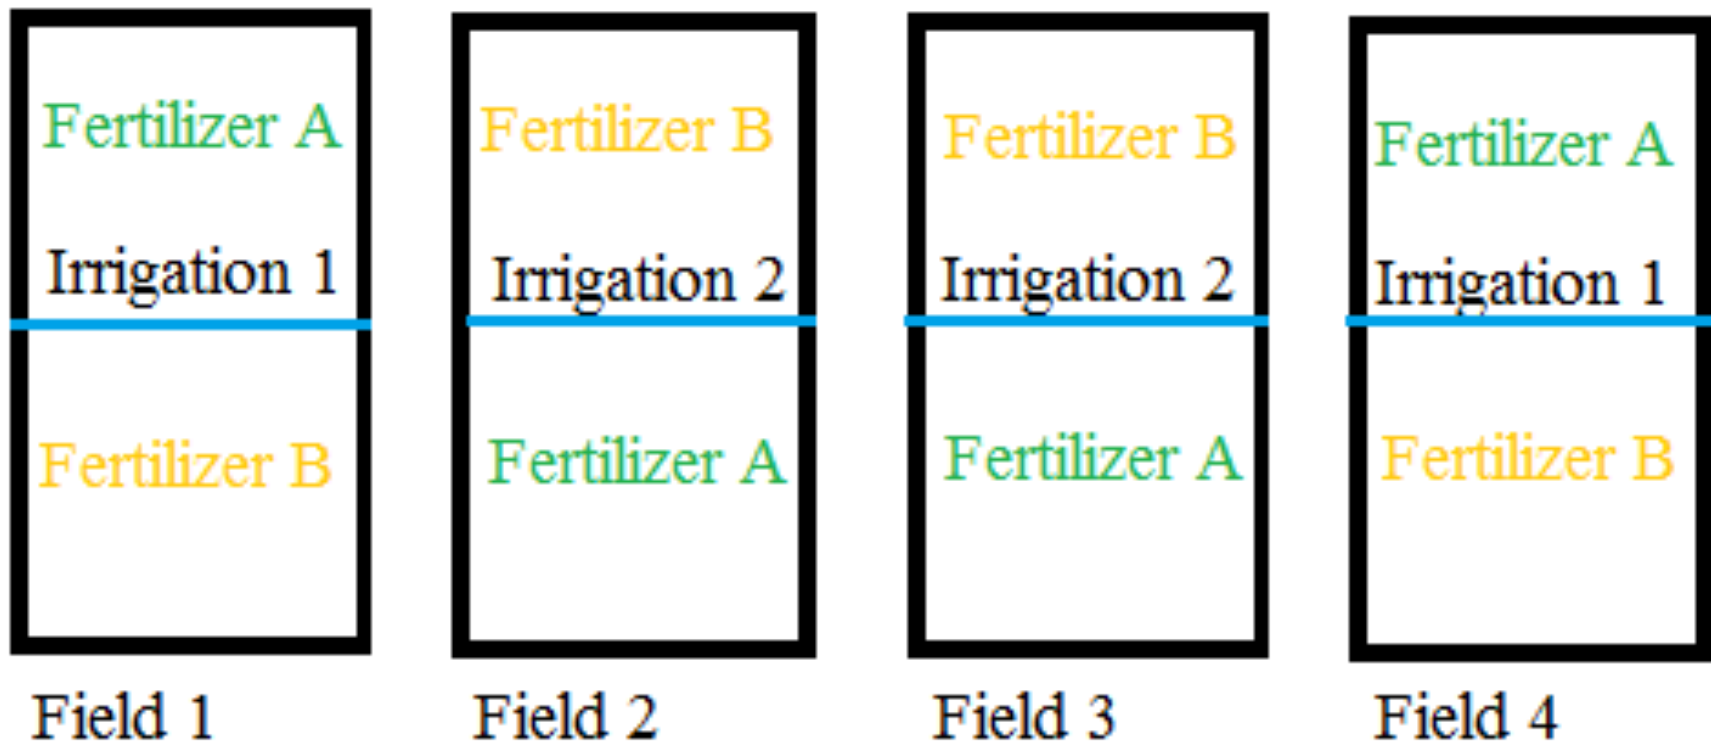 Fertilizer A
Irrigation 1
Fertilizer B
Field 1
Fertilizer B
Irrigation 2
Fertilizer A
Field 2
Fertilizer B
Irrigation 2
Fertilizer A
Field 3
Fertilizer A
Irrigation 1
Fertilizer B
Field 4